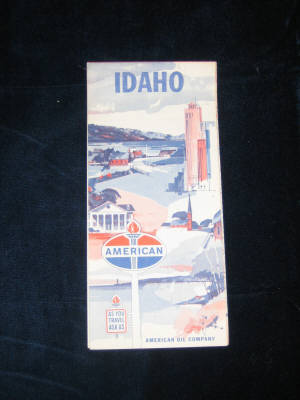 IDAHO
AMERICAN
AS YOU
TRAVEL
ASK US
AMERICAN OIL COMPANY